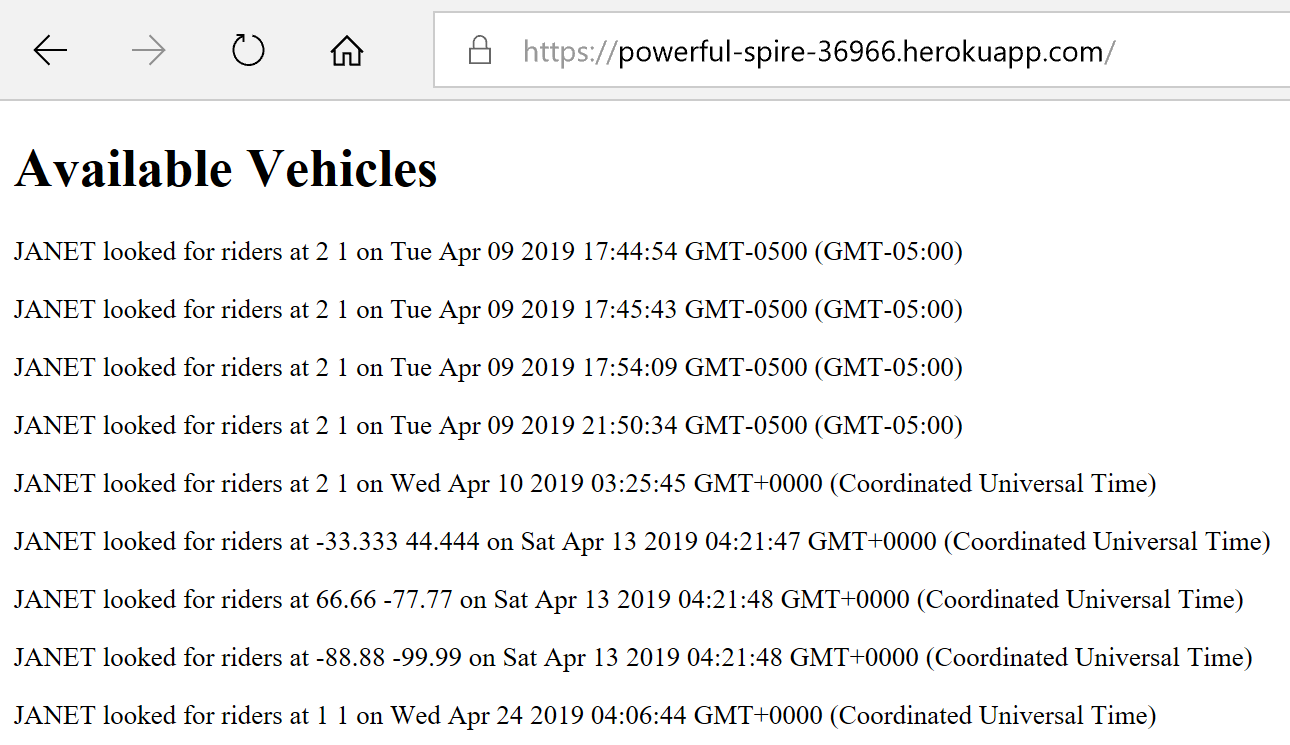 https://powerful-spire-36966.herokuapp.com/
Available Vehicles
JANET looked for riders at 2 1 on Tue Apr 09 2019 17:44:54 GMT-0500 (GMT-05:00)
JANET looked for riders at 2 1 on Tue Apr 09 2019 17:45:43 GMT-0500 (GMT-05:00)
JANET looked for riders at 2 1 on Tue Apr 09 2019 17:54:09 GMT-0500 (GMT-05:00)
JANET looked for riders at 2 1 on Tue Apr 09 2019 21:50:34 GMT-0500 (GMT-05:00)
JANET looked for riders at 2 1 on Wed Apr 10 2019 03:25:45 GMT+0000 (Coordinated Universal Time)
JANET looked for riders at -33.333 44.444 on Sat Apr 13 2019 04:21:47 GMT+0000 (Coordinated Universal Time)
JANET looked for riders at 66.66 -77.77 on Sat Apr 13 2019 04:21:48 GMT+0000 (Coordinated Universal Time)
JANET looked for riders at -88.88 -99.99 on Sat Apr 13 2019 04:21:48 GMT+0000 (Coordinated Universal Time)
JANET looked for riders at 1 1 on Wed Apr 24 2019 04:06:44 GMT+0000 (Coordinated Universal Time)